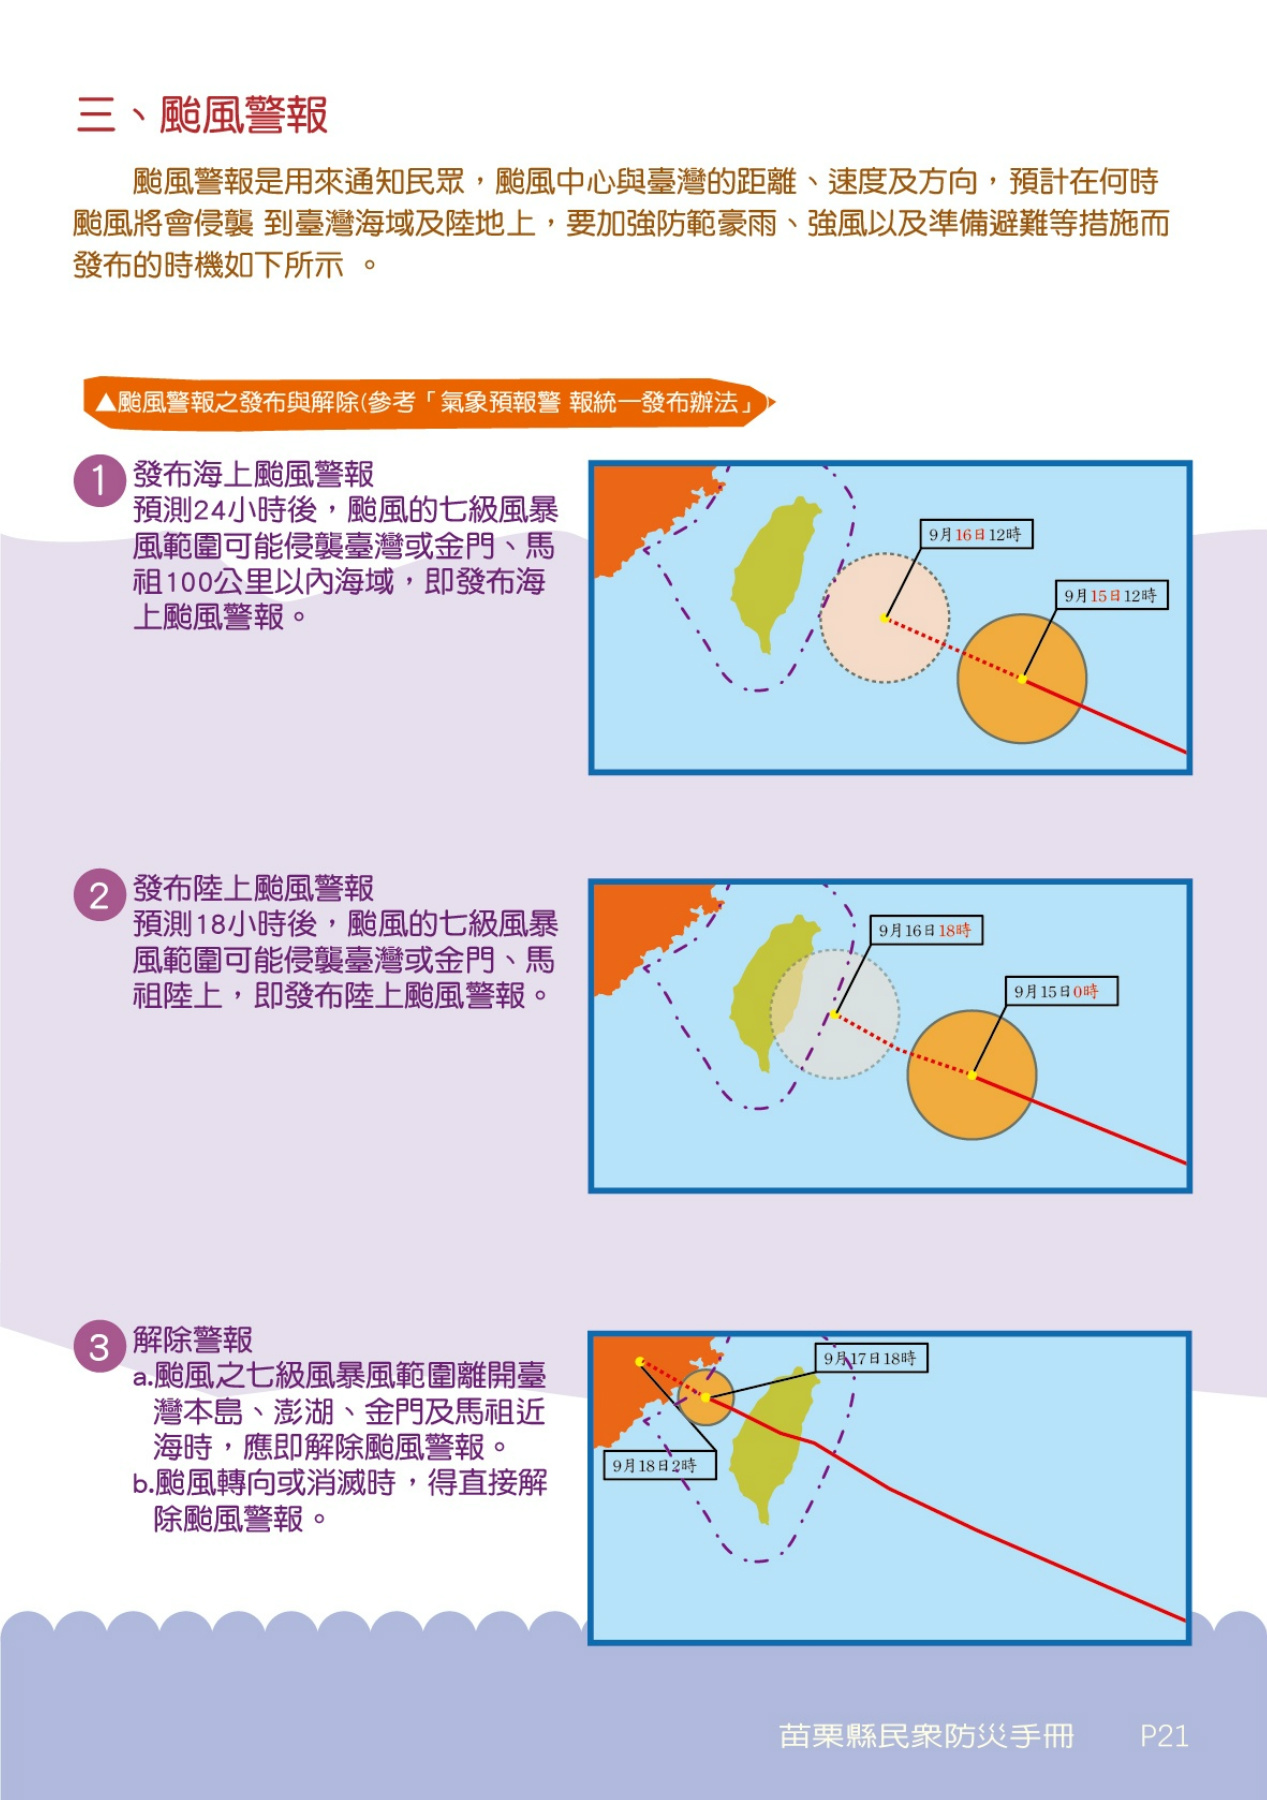 三、颱風警報
颱風警報是用來通知民眾，颱風中心與臺灣的距離、速度及方向，預計在何時
颱風將會侵襲 到臺灣海域及陸地上，要加強防範豪雨、強風以及準備避難等措施而
發布的時機如下所示 。
▲颱風警報之發布與解除(參考「氣象預報警 報統一發布辦法」)
1 發布海上颱風警報
預測24小時後，颱風的七級風暴
風範圍可能侵襲臺灣或金門、馬
祖100公里以內海域，即發布海
上颱風警報。
9月16日12時
9月15日12時
2 發布陸上颱風警報
預測18小時後，颱風的七級風暴
風範圍可能侵襲臺灣或金門、馬
祖陸上，即發布陸上颱風警報。
9月16日18時
9月15日0時
3 解除警報
a.颱風之七級風暴風範圍離開臺
灣本島、澎湖、金門及馬祖近
海時，應即解除颱風警報。
b.颱風轉向或消滅時，得直接解
除颱風警報。
9月17日18時
9月18日2時
苗栗縣民衆防災手冊 P21